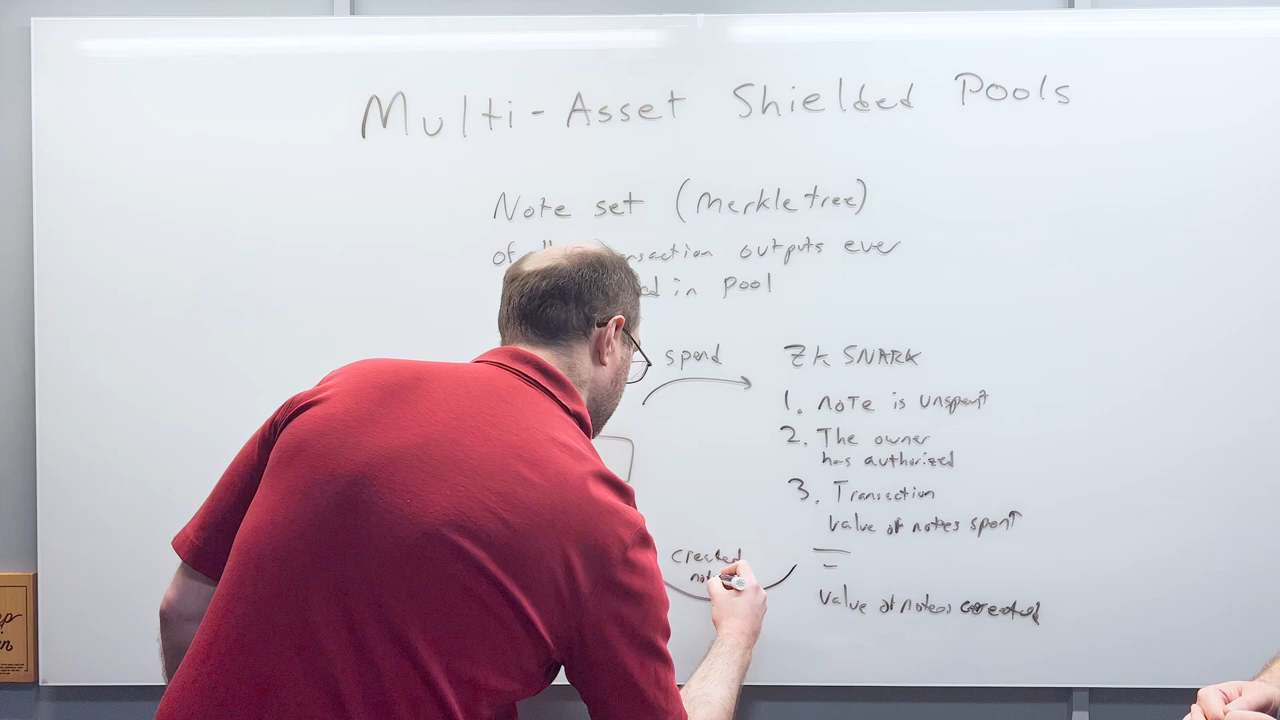 Multi-Asset Shielded Pools
Note set (Merkle tree)
of transaction outputs ever
in pool
spend
ZK SNARK
1. note is unspent
2. The owner
has authorized
3. Transaction
value of notes spent
=
value of notes created
created